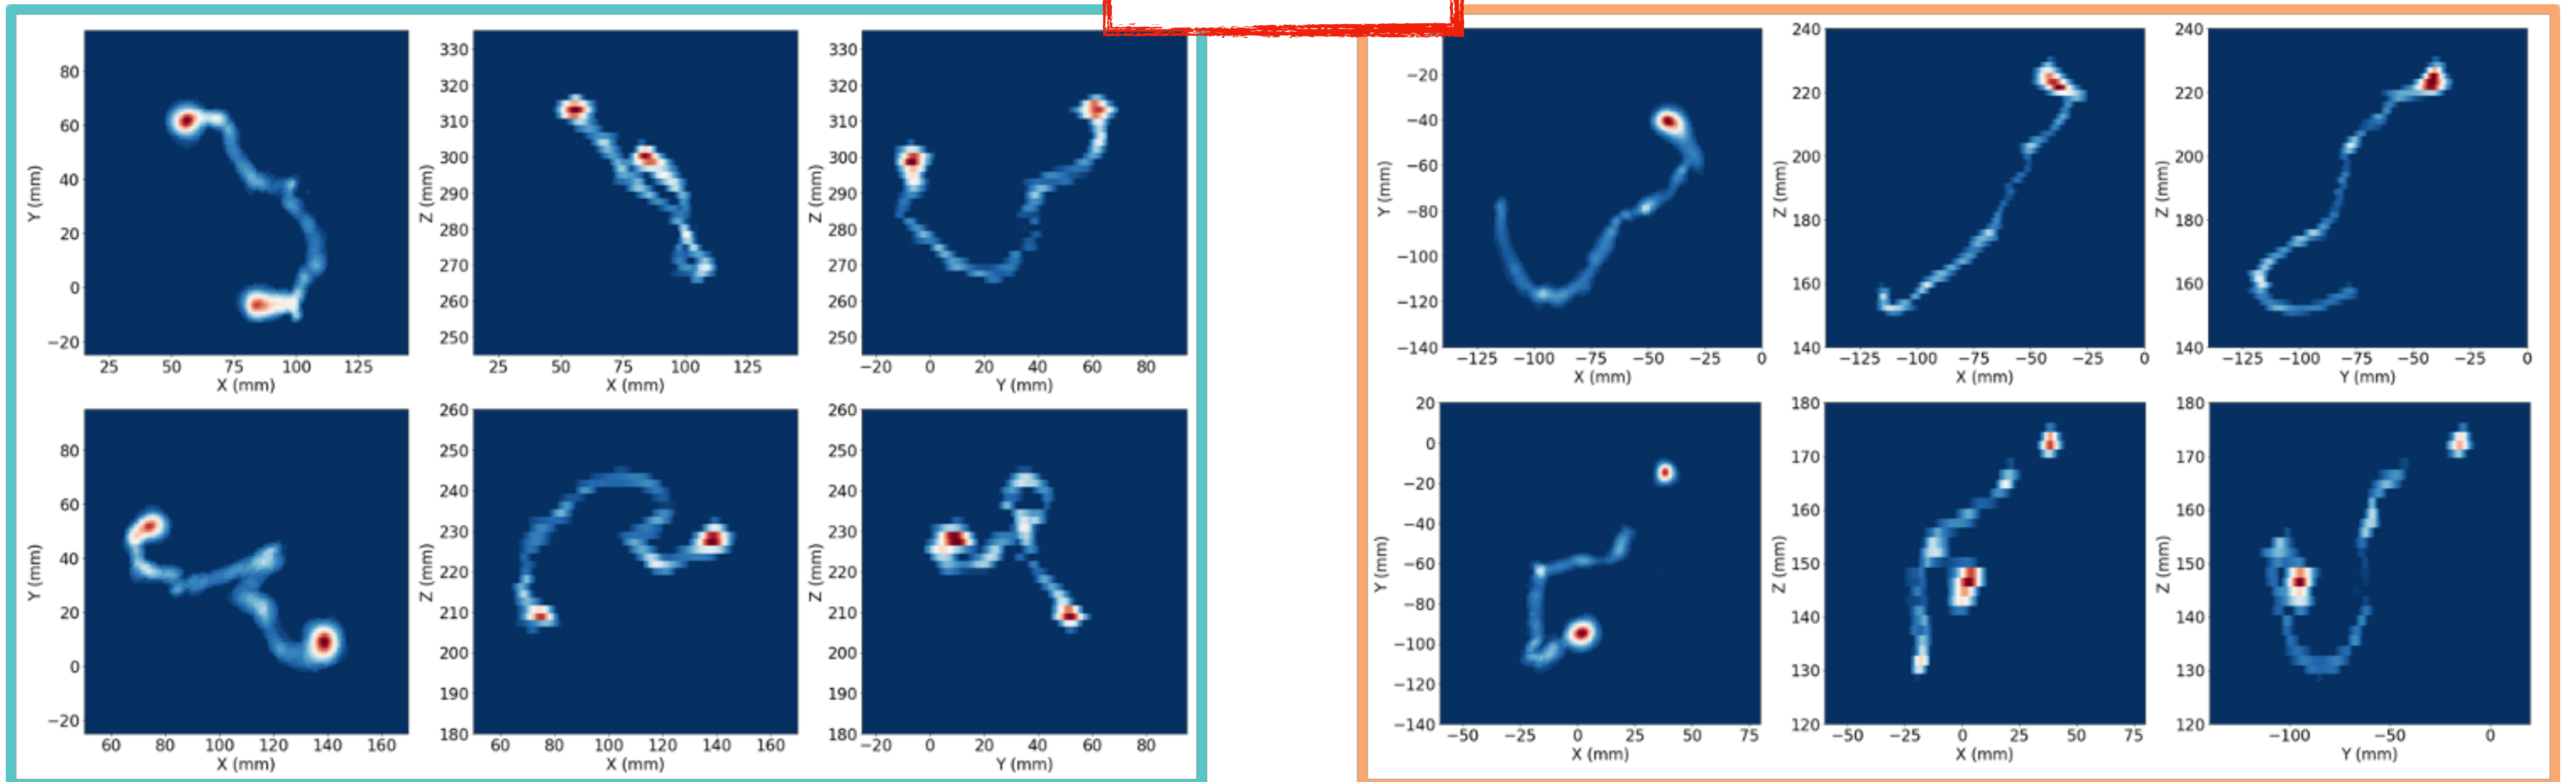 80
60
40
20
0
−20
Y (mm)
25 50 75 100 125
X (mm)
330
320
310
300
290
280
270
260
250
Z (mm)
50 75 100 125
X (mm)
330
320
310
300
290
280
270
260
250
Z (mm)
−20 0 20 40 60 80
Y (mm)
−20
−40
−60
−80
−100
−120
−140
Y (mm)
−125 −100 −75 −50 −25 0
X (mm)
240
220
200
180
160
140
Z (mm)
−125 −100 −75 −50 −25 0
X (mm)
240
220
200
180
160
140
Z (mm)
−125 −100 −75 −50 −25 0
Y (mm)
80
60
40
20
0
−20
Y (mm)
60 80 100 120 140 160
X (mm)
260
250
240
230
220
210
200
190
180
Z (mm)
60 80 100 120 140 160
X (mm)
260
250
240
230
220
210
200
190
180
Z (mm)
−20 0 20 40 60 80
Y (mm)
20
0
−20
−40
−60
−80
−100
−120
−140
Y (mm)
−50 −25 0 25 50 75
X (mm)
180
170
160
150
140
130
120
Z (mm)
−50 −25 0 25 50 75
X (mm)
180
170
160
150
140
130
120
Z (mm)
−100 −50 0
Y (mm)